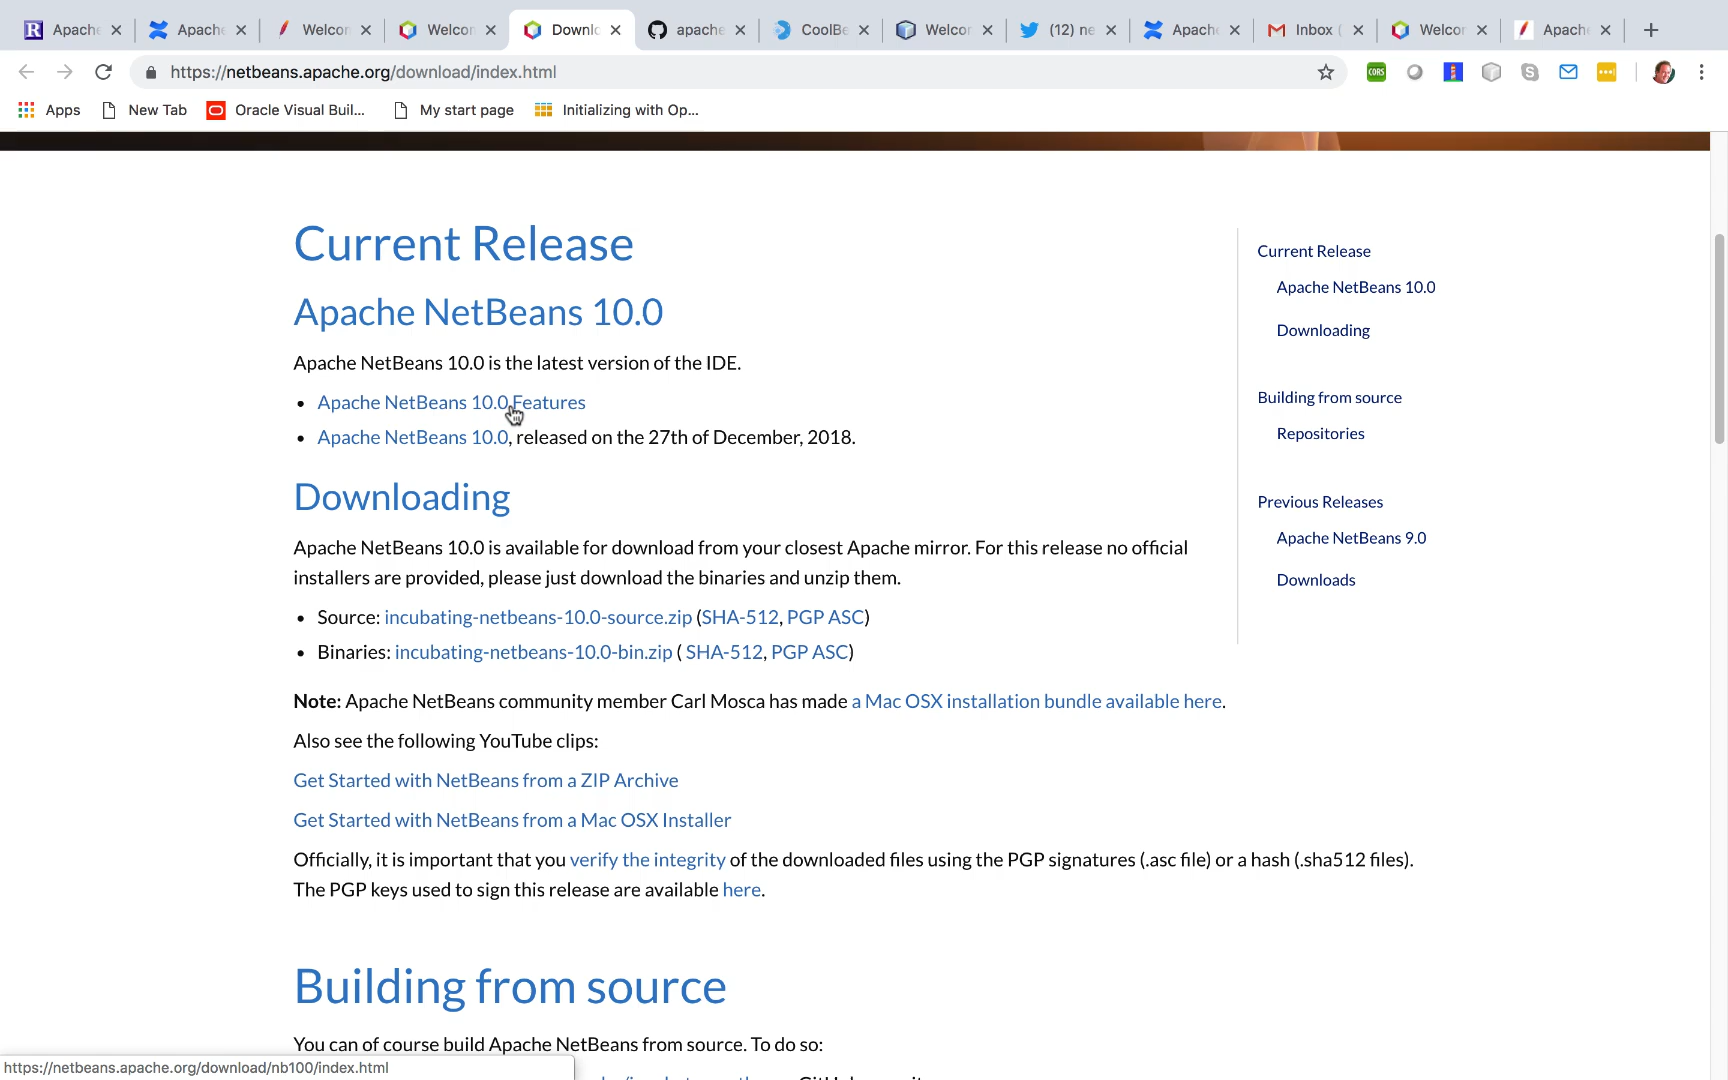 Apache
Apache
Welcom
Welcom
Downlo
apache
CoolBe
Welcom
(12) ne
Apach
Inbox (
Welcom
Apach
https://netbeans.apache.org/download/index.html
CORS
Apps
New Tab
Oracle Visual Buil...
My start page
Initializing with Op...
Current Release
Apache NetBeans 10.0
Apache NetBeans 10.0 is the latest version of the IDE.
• Apache NetBeans 10.0 Features
• Apache NetBeans 10.0, released on the 27th of December, 2018.
Downloading
Apache NetBeans 10.0 is available for download from your closest Apache mirror. For this release no official
installers are provided, please just download the binaries and unzip them.
• Source: incubating-netbeans-10.0-source.zip (SHA-512, PGP ASC)
• Binaries: incubating-netbeans-10.0-bin.zip ( SHA-512, PGP ASC)
Note: Apache NetBeans community member Carl Mosca has made a Mac OSX installation bundle available here.
Also see the following YouTube clips:
Get Started with NetBeans from a ZIP Archive
Get Started with NetBeans from a Mac OSX Installer
Officially, it is important that you verify the integrity of the downloaded files using the PGP signatures (.asc file) or a hash (.sha512 files).
The PGP keys used to sign this release are available here.
Building from source
You can of course build Apache NetBeans from source. To do so:
https://netbeans.apache.org/download/nb100/index.html
Current Release
Apache NetBeans 10.0
Downloading
Building from source
Repositories
Previous Releases
Apache NetBeans 9.0
Downloads